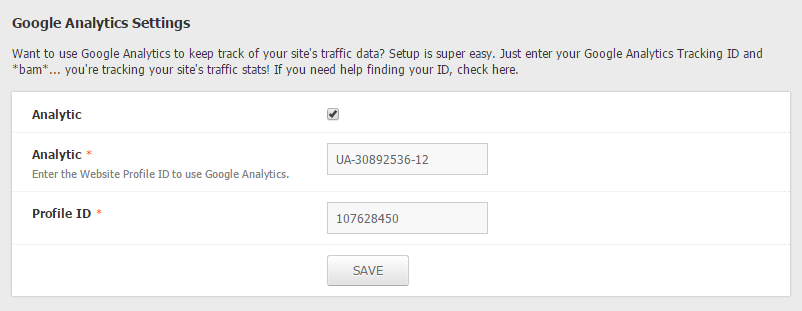 Google Analytics Settings
Want to use Google Analytics to keep track of your site's traffic data? Setup is super easy. Just enter your Google Analytics Tracking ID and
*bam*... you're tracking your site's traffic stats! If you need help finding your ID, check here.
Analytic
Analytic * UA-30892536-12
Enter the Website Profile ID to use Google Analytics.
Profile ID * 107628450
SAVE